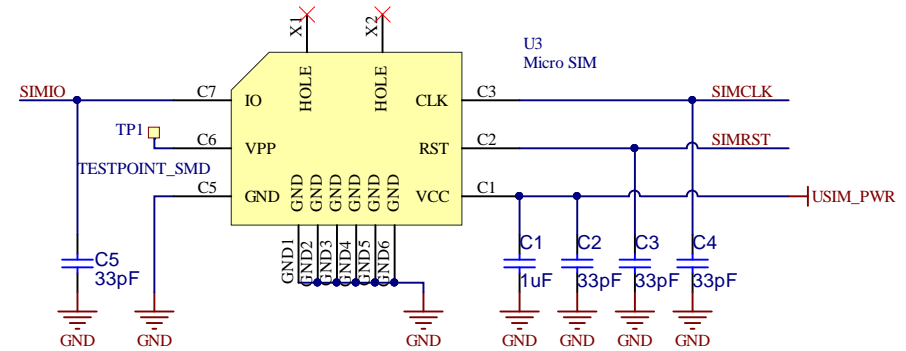 X1
X2
U3
Micro SIM
SIMIO
C7
IO
HOLE
HOLE
CLK
C3
SIMCLK
TP1
C6
VPP
RST
C2
SIMRST
TESTPOINT_SMD
C5
GND
GND
GND
GND
GND
GND
GND
VCC
C1
USIM_PWR
GND1
GND2
GND3
GND4
GND5
GND6
C5
33pF
C1
1uF
C2
33pF
C3
33pF
C4
33pF
GND
GND
GND
GND
GND
GND
GND